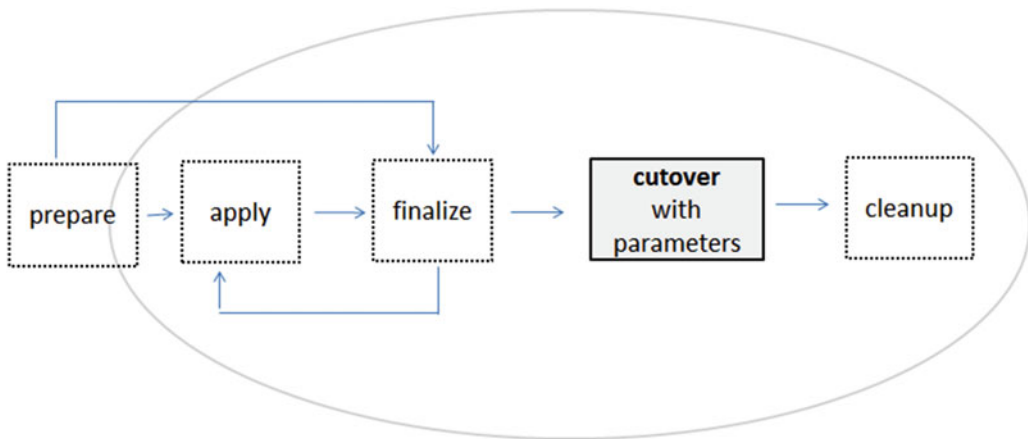 prepare
apply
finalize
cutover
with
parameters
cleanup